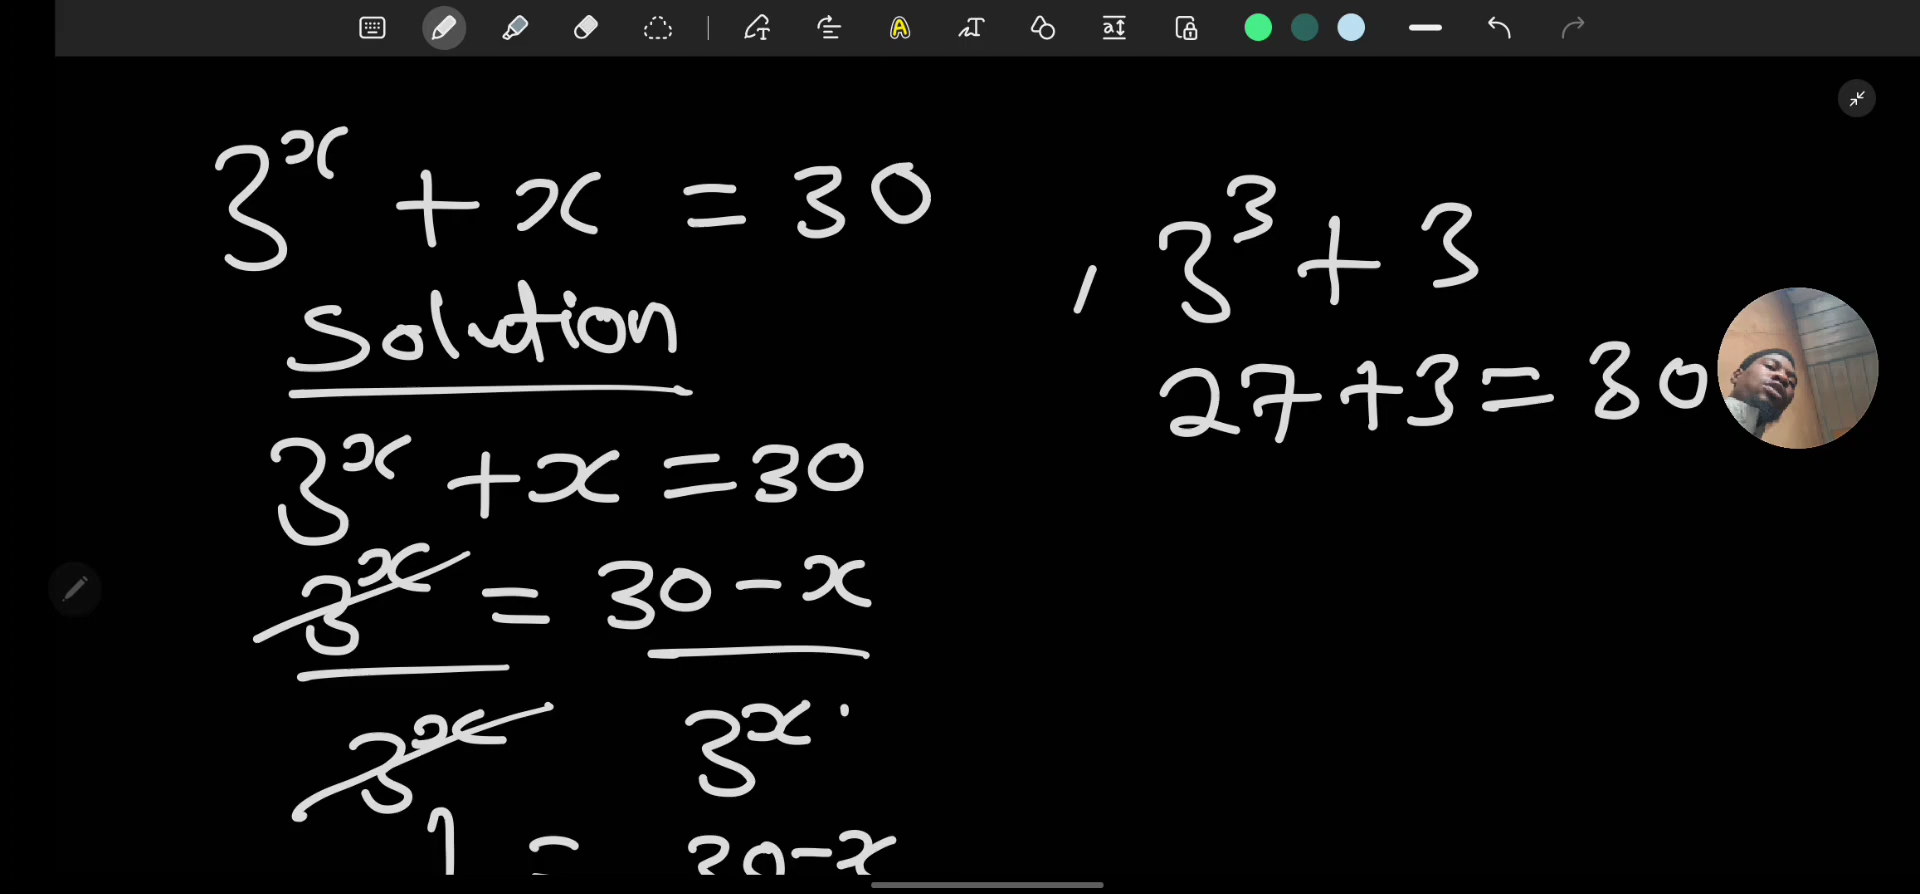 3^x + x = 30
Solution
3^x + x = 30
3^x = 30 - x
3^x 3^x
1 = 30 - x
, 3^3 + 3
27 + 3 = 30